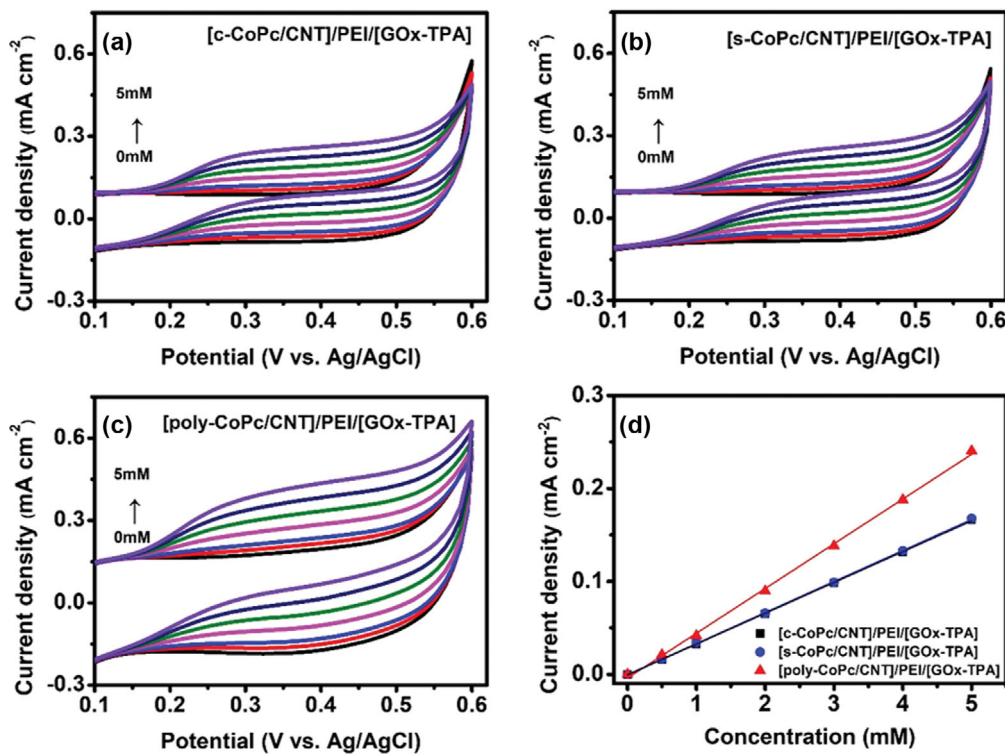 (a)
[c-CoPc/CNT]/PEI/[GOx-TPA]
5mM
0mM
0.6
0.3
0.0
-0.3
0.1 0.2 0.3 0.4 0.5 0.6
Current density (mA cm-2)
Potential (V vs. Ag/AgCl)
(b)
[s-CoPc/CNT]/PEI/[GOx-TPA]
5mM
0mM
0.6
0.3
0.0
-0.3
0.1 0.2 0.3 0.4 0.5 0.6
Current density (mA cm-2)
Potential (V vs. Ag/AgCl)
(c)
[poly-CoPc/CNT]/PEI/[GOx-TPA]
5mM
0mM
0.6
0.3
0.0
-0.3
0.1 0.2 0.3 0.4 0.5 0.6
Current density (mA cm-2)
Potential (V vs. Ag/AgCl)
(d)
0.3
0.2
0.1
0.0
[c-CoPc/CNT]/PEI/[GOx-TPA]
[s-CoPc/CNT]/PEI/[GOx-TPA]
[poly-CoPc/CNT]/PEI/[GOx-TPA]
0 1 2 3 4 5
Current density (mA cm-2)
Concentration (mM)